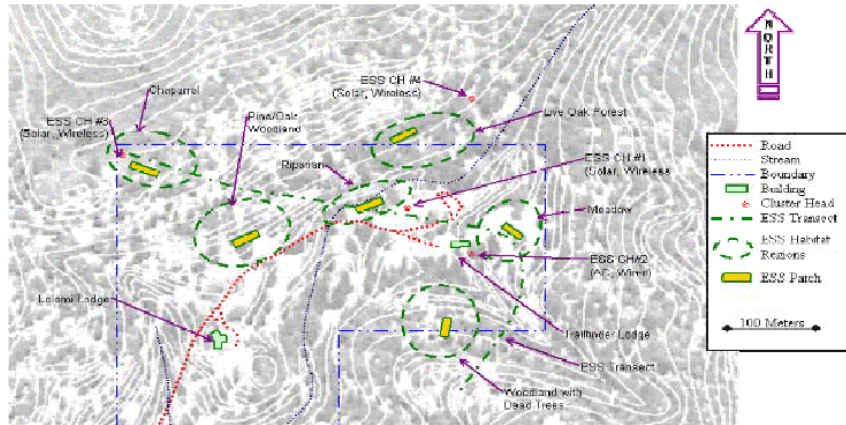 NORTH
ESS CH #4
(Solar, Wireless)
Chaparral
ESS CH #3
(Solar, Wireless)
Pine/Oak
Woodland
Live Oak Forest
Riparian
ESS CH #1
(Solar, Wireless
Meadow
ESS CH#2
(AC, Wired)
Lolomi Lodge
Trailfinder Lodge
ESS Transect
Woodland with
Dead Trees
Road
Stream
Boundary
Building
Cluster Head
ESS Transect
ESS Habitat
Regions
ESS Patch
100 Meters